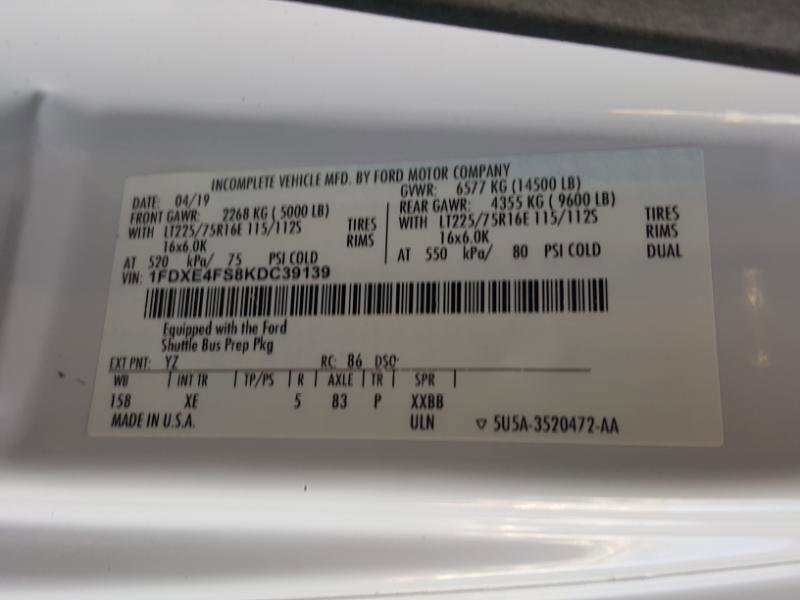 INCOMPLETE VEHICLE MFD. BY FORD MOTOR COMPANY
DATE: 04/19 GVWR: 6577 KG (14500 LB)
FRONT GAWR: 2268 KG ( 5000 LB) REAR GAWR: 4355 KG ( 9600 LB)
WITH LT225/75R16E 115/112S TIRES WITH LT225/75R16E 115/112S TIRES
16x6.0K RIMS 16x6.0K RIMS
AT 520 kPa/ 75 PSI COLD AT 550 kPa/ 80 PSI COLD DUAL
VIN: 1FDXE4FS8KDC39139
Equipped with the Ford
Shuttle Bus Prep Pkg
EXT PNT: YZ RC: 86 DSO:
WB INT TR TP/PS R AXLE TR SPR
158 XE 5 83 P XXBB
MADE IN U.S.A. ULN 5U5A-3520472-AA